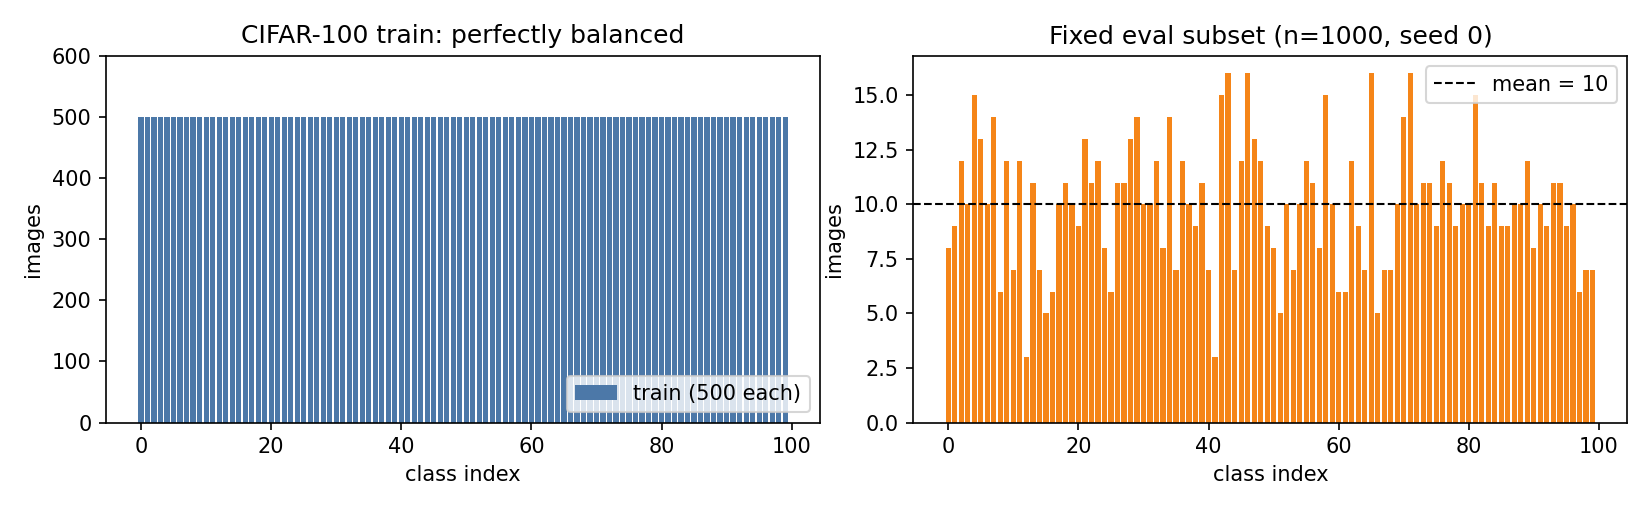 CIFAR-100 train: perfectly balanced
images
600
500
400
300
200
100
0
train (500 each)
0 20 40 60 80 100
class index
Fixed eval subset (n=1000, seed 0)
images
15.0
12.5
10.0
7.5
5.0
2.5
0.0
mean = 10
0 20 40 60 80 100
class index